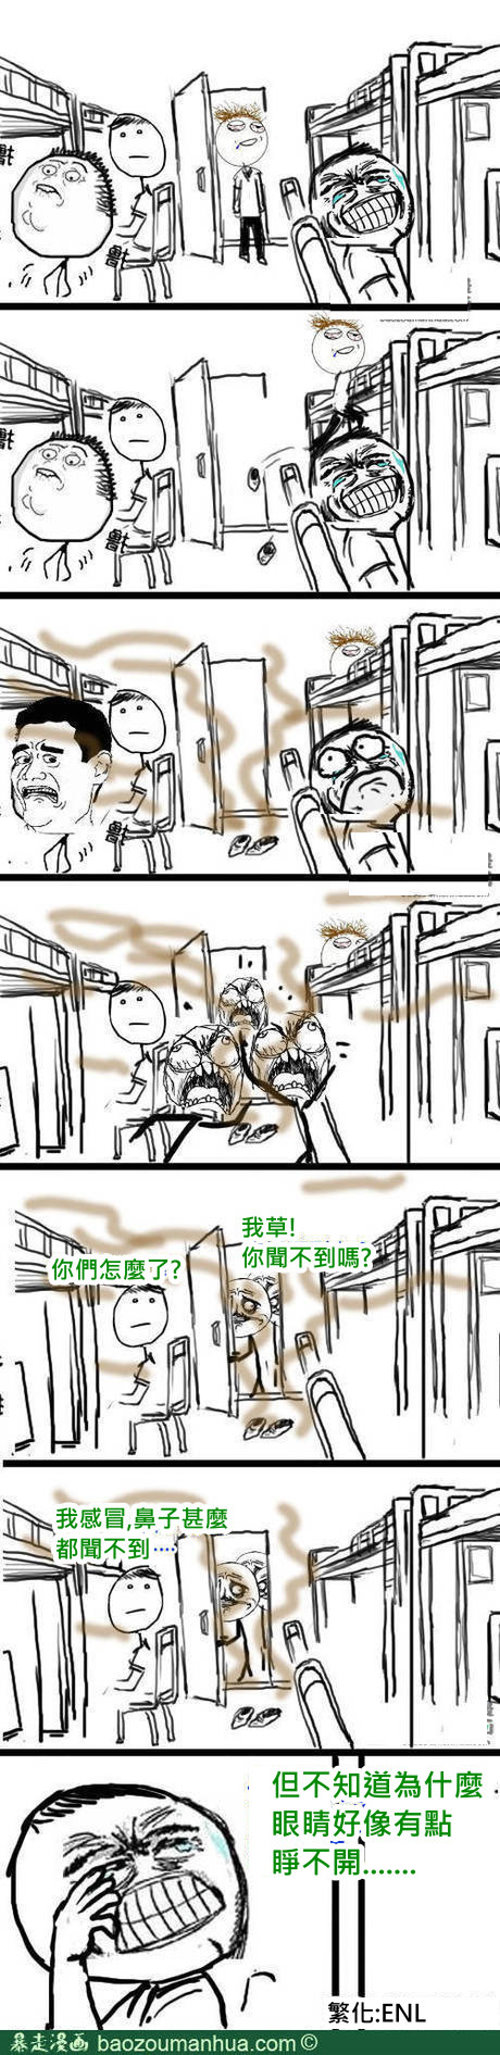 我草!
你聞不到嗎?
你們怎麼了?
我感冒,鼻子甚麼
都聞不到....
但不知道為什麼
眼睛好像有點
睜不開.......
繁化:ENL
暴走漫画 baozoumanhua.com ©